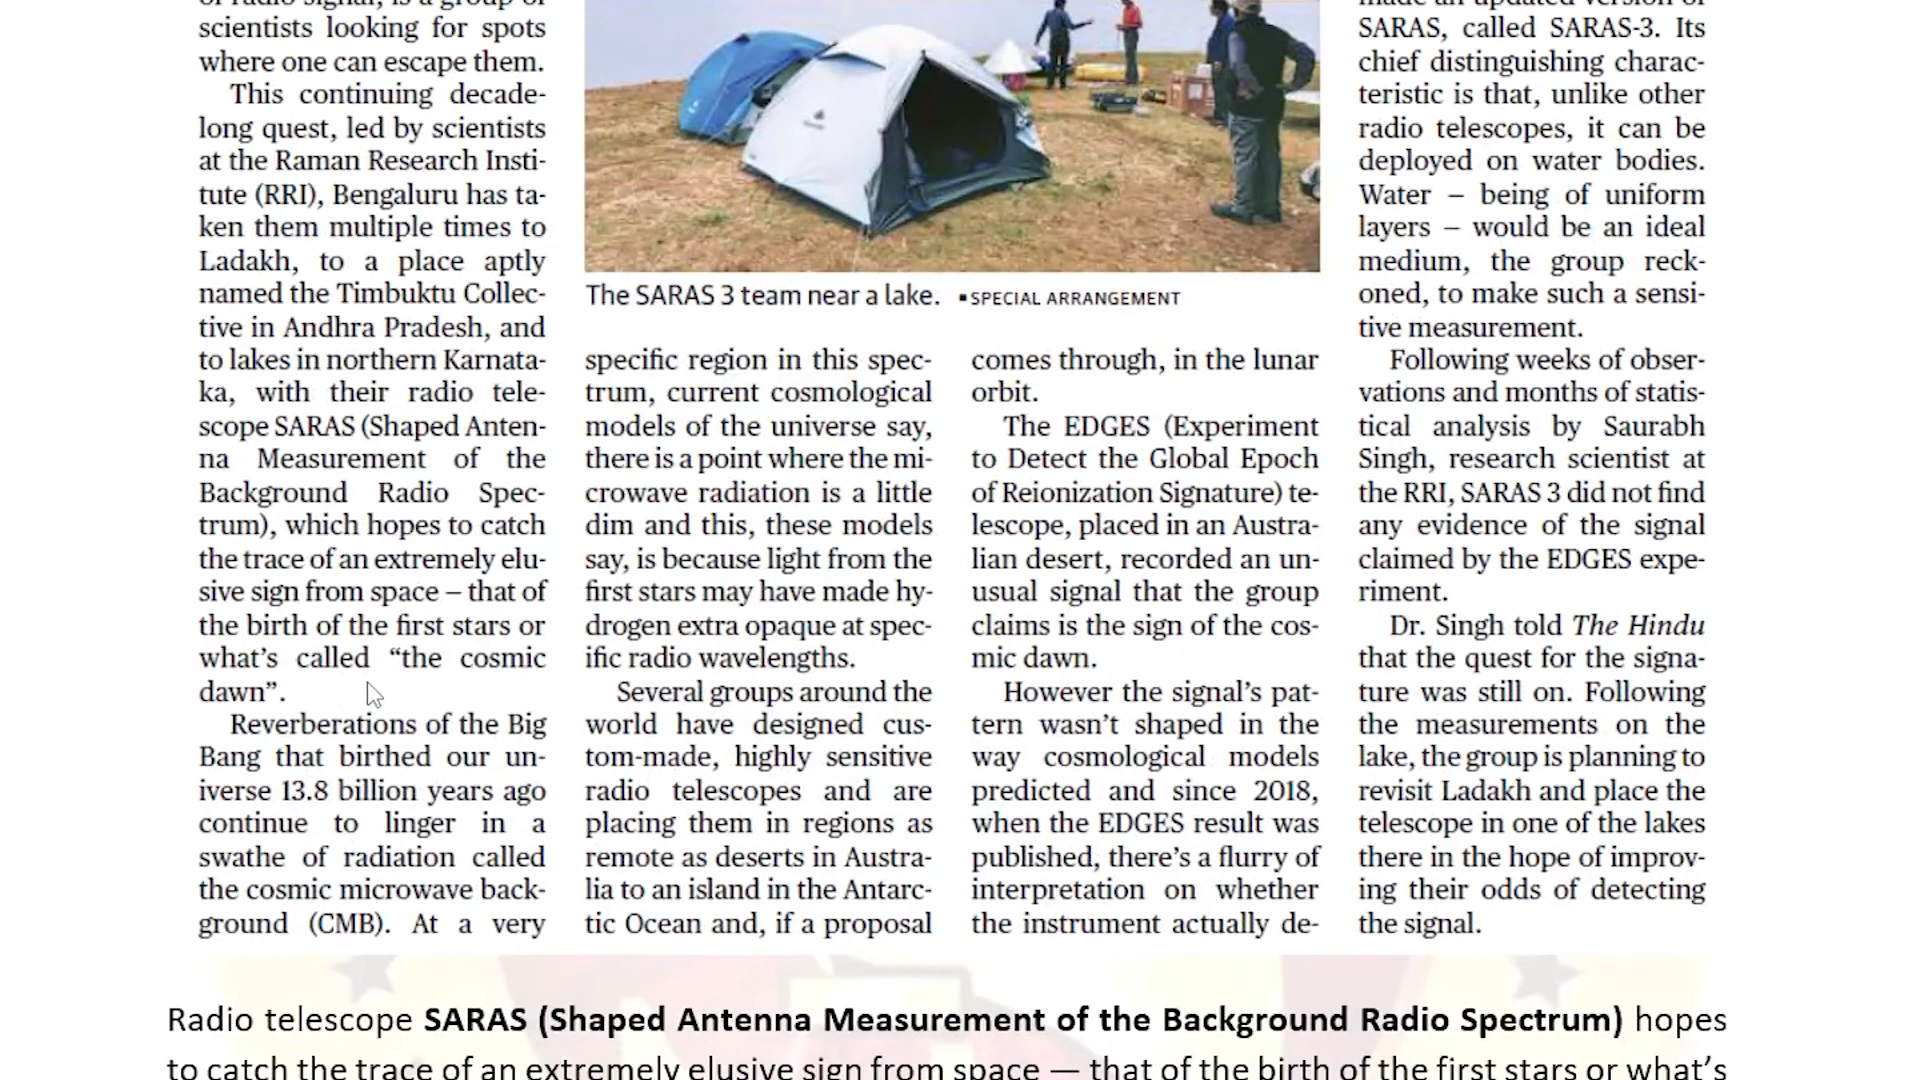 of radio signal, is a group of
scientists looking for spots
where one can escape them.
This continuing decade-
long quest, led by scientists
at the Raman Research Insti-
tute (RRI), Bengaluru has ta-
ken them multiple times to
Ladakh, to a place aptly
named the Timbuktu Collec-
tive in Andhra Pradesh, and
to lakes in northern Karnata-
ka, with their radio tele-
scope SARAS (Shaped Anten-
na Measurement of the
Background Radio Spec-
trum), which hopes to catch
the trace of an extremely elu-
sive sign from space – that of
the birth of the first stars or
what's called “the cosmic
dawn”.
Reverberations of the Big
Bang that birthed our un-
iverse 13.8 billion years ago
continue to linger in a
swathe of radiation called
the cosmic microwave back-
ground (CMB). At a very
The SARAS 3 team near a lake. ▪SPECIAL ARRANGEMENT
specific region in this spec-
trum, current cosmological
models of the universe say,
there is a point where the mi-
crowave radiation is a little
dim and this, these models
say, is because light from the
first stars may have made hy-
drogen extra opaque at spec-
ific radio wavelengths.
Several groups around the
world have designed cus-
tom-made, highly sensitive
radio telescopes and are
placing them in regions as
remote as deserts in Austra-
lia to an island in the Antarc-
tic Ocean and, if a proposal
comes through, in the lunar
orbit.
The EDGES (Experiment
to Detect the Global Epoch
of Reionization Signature) te-
lescope, placed in an Austra-
lian desert, recorded an un-
usual signal that the group
claims is the sign of the cos-
mic dawn.
However the signal's pat-
tern wasn't shaped in the
way cosmological models
predicted and since 2018,
when the EDGES result was
published, there's a flurry of
interpretation on whether
the instrument actually de-
made an updated version of
SARAS, called SARAS-3. Its
chief distinguishing charac-
teristic is that, unlike other
radio telescopes, it can be
deployed on water bodies.
Water – being of uniform
layers – would be an ideal
medium, the group reck-
oned, to make such a sensi-
tive measurement.
Following weeks of obser-
vations and months of statis-
tical analysis by Saurabh
Singh, research scientist at
the RRI, SARAS 3 did not find
any evidence of the signal
claimed by the EDGES expe-
riment.
Dr. Singh told The Hindu
that the quest for the signa-
ture was still on. Following
the measurements on the
lake, the group is planning to
revisit Ladakh and place the
telescope in one of the lakes
there in the hope of improv-
ing their odds of detecting
the signal.
Radio telescope SARAS (Shaped Antenna Measurement of the Background Radio Spectrum) hopes
to catch the trace of an extremely elusive sign from space — that of the birth of the first stars or what's